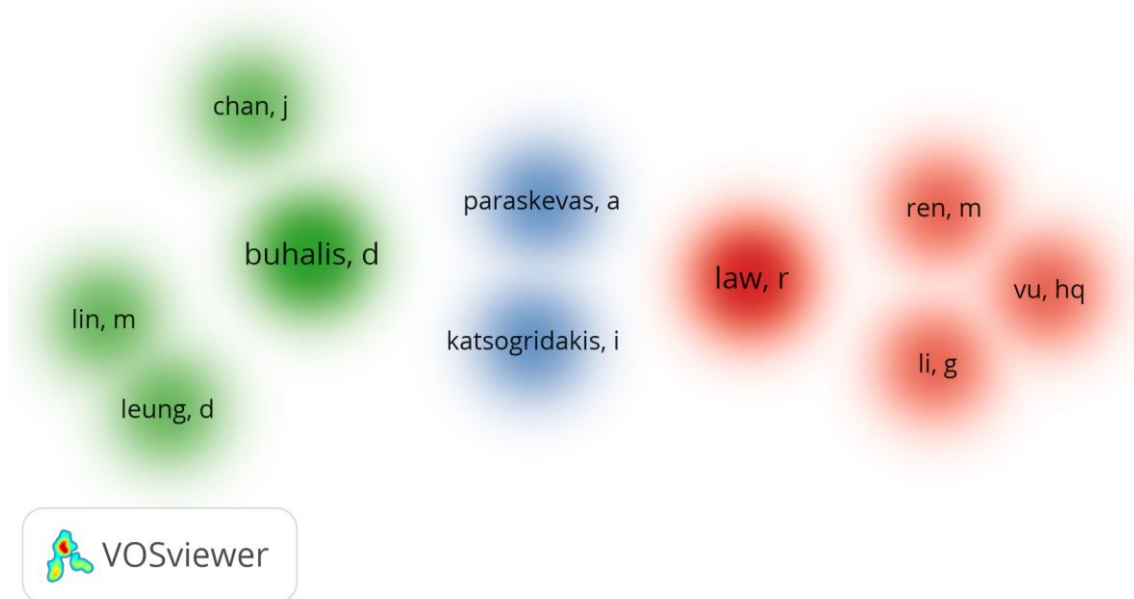 chan, j
buhalis, d
lin, m
leung, d
paraskevas, a
katsogridakis, i
law, r
ren, m
vu, hq
li, g
VOSviewer